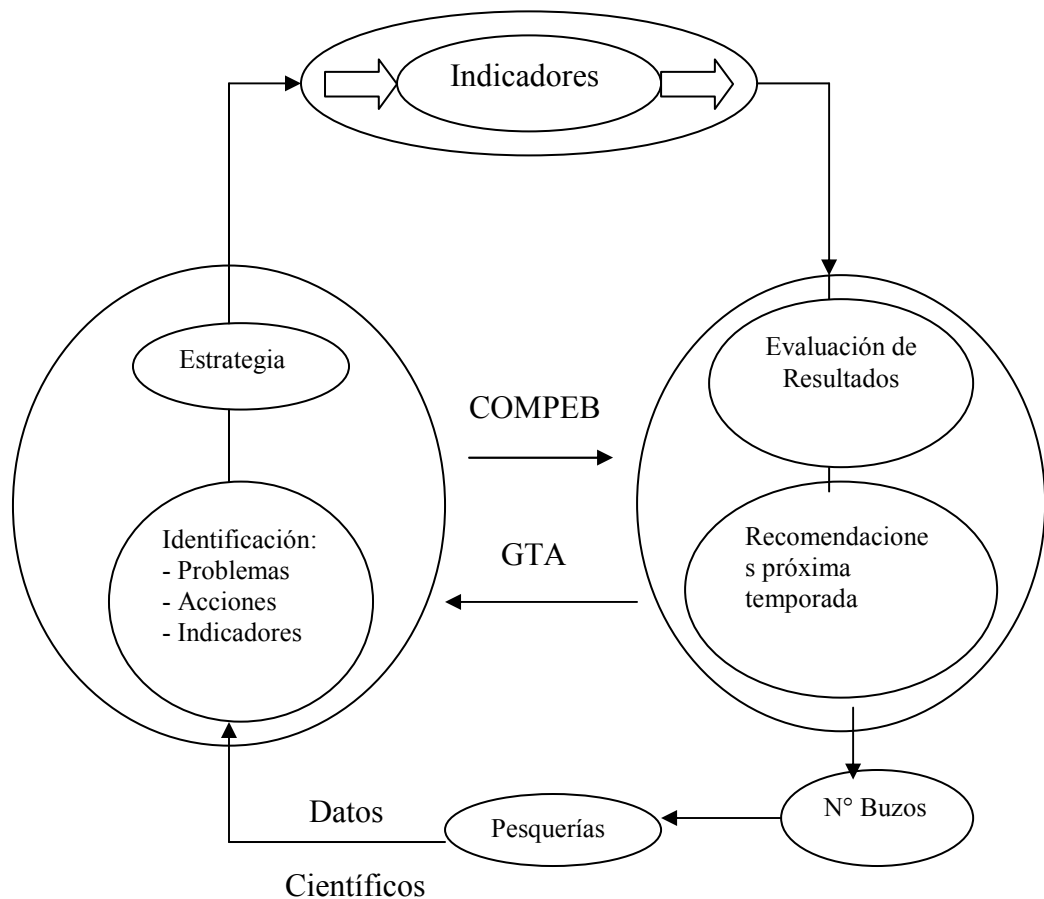 Indicadores
Estrategia
Identificación:
- Problemas
- Acciones
- Indicadores
COMPEB
GTA
Evaluación de
Resultados
Recomendacione
s próxima
temporada
N° Buzos
Pesquerías
Datos
Científicos